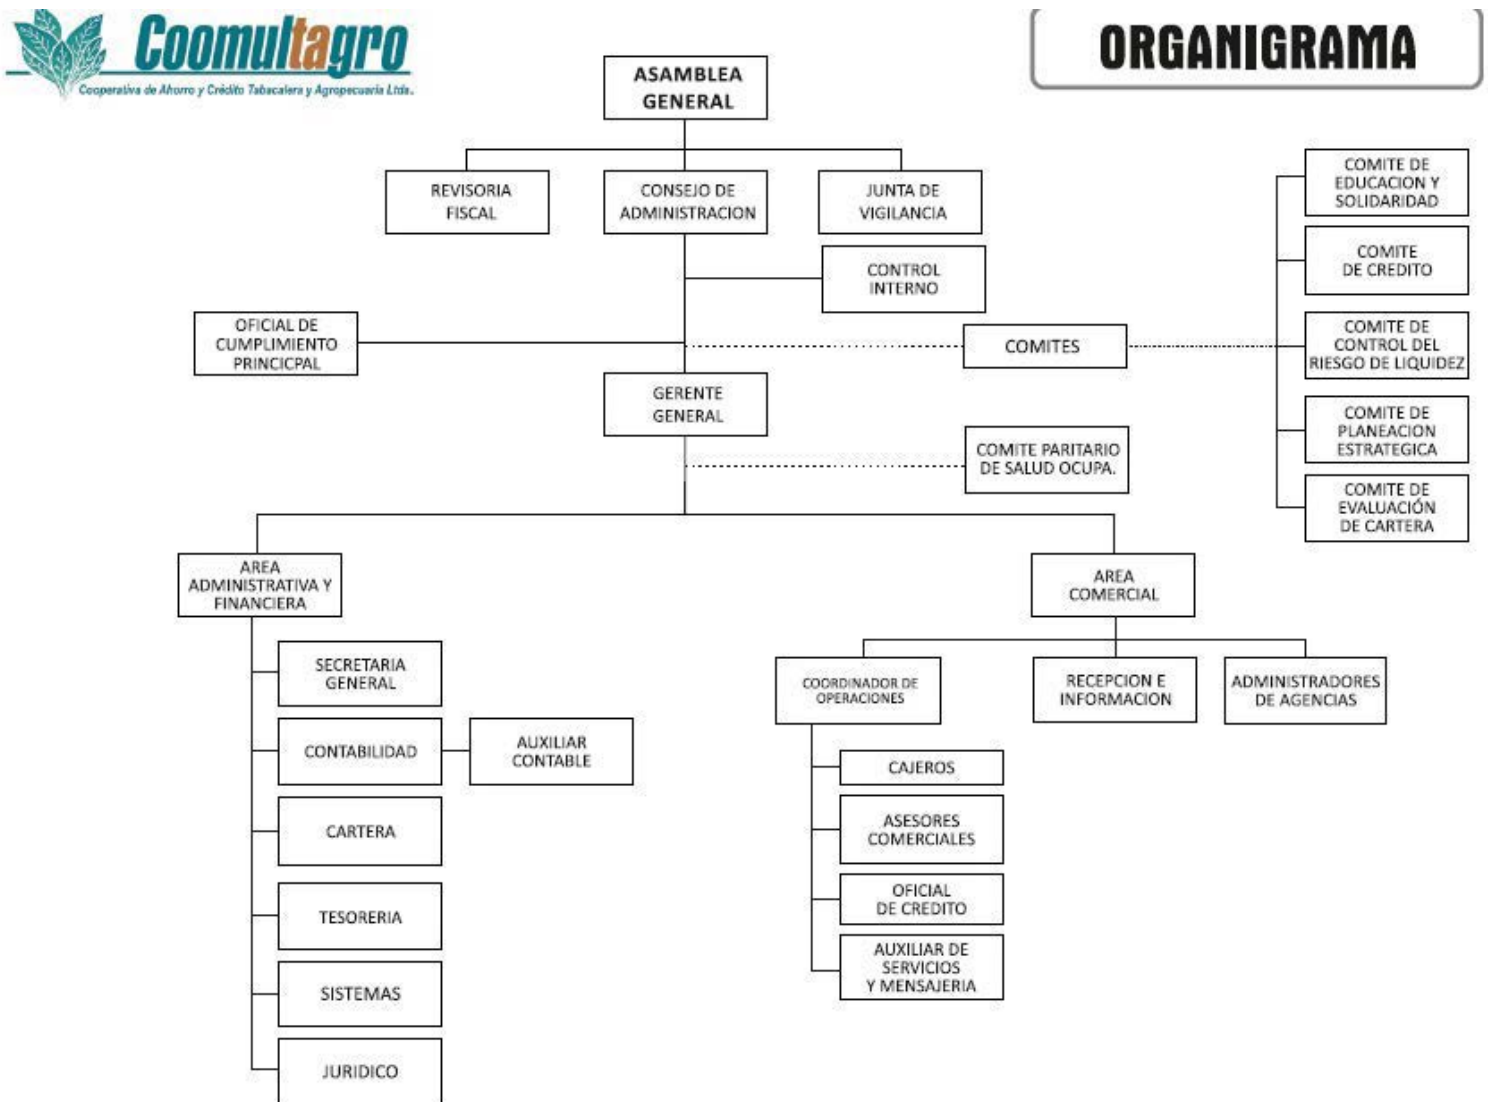 Coomultagro
Cooperativa de Ahorro y Crédito Tabacalera y Agropecuaria Ltda.
ORGANIGRAMA
ASAMBLEA
GENERAL
REVISORIA
FISCAL
CONSEJO DE
ADMINISTRACION
JUNTA DE
VIGILANCIA
CONTROL
INTERNO
OFICIAL DE
CUMPLIMIENTO
PRINCICPAL
COMITES
COMITE DE
EDUCACION Y
SOLIDARIDAD
COMITE
DE CREDITO
COMITE DE
CONTROL DEL
RIESGO DE LIQUIDEZ
COMITE DE
PLANEACION
ESTRATEGICA
COMITE DE
EVALUACIÓN
DE CARTERA
GERENTE
GENERAL
COMITE PARITARIO
DE SALUD OCUPA.
AREA
ADMINISTRATIVA Y
FINANCIERA
SECRETARIA
GENERAL
CONTABILIDAD
AUXILIAR
CONTABLE
CARTERA
TESORERIA
SISTEMAS
JURIDICO
AREA
COMERCIAL
COORDINADOR DE
OPERACIONES
RECEPCION E
INFORMACION
ADMINISTRADORES
DE AGENCIAS
CAJEROS
ASESORES
COMERCIALES
OFICIAL
DE CREDITO
AUXILIAR DE
SERVICIOS
Y MENSAJERIA